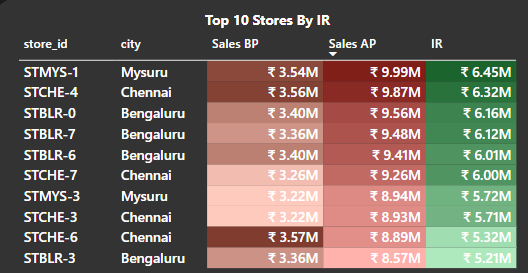 Top 10 Stores By IR
store_id city Sales BP Sales AP IR
STMYS-1 Mysuru ₹ 3.54M ₹ 9.99M ₹ 6.45M
STCHE-4 Chennai ₹ 3.56M ₹ 9.87M ₹ 6.32M
STBLR-0 Bengaluru ₹ 3.40M ₹ 9.56M ₹ 6.16M
STBLR-7 Bengaluru ₹ 3.36M ₹ 9.48M ₹ 6.12M
STBLR-6 Bengaluru ₹ 3.40M ₹ 9.41M ₹ 6.01M
STCHE-7 Chennai ₹ 3.26M ₹ 9.26M ₹ 6.00M
STMYS-3 Mysuru ₹ 3.22M ₹ 8.94M ₹ 5.72M
STCHE-3 Chennai ₹ 3.22M ₹ 8.93M ₹ 5.71M
STCHE-6 Chennai ₹ 3.57M ₹ 8.89M ₹ 5.32M
STBLR-3 Bengaluru ₹ 3.36M ₹ 8.57M ₹ 5.21M